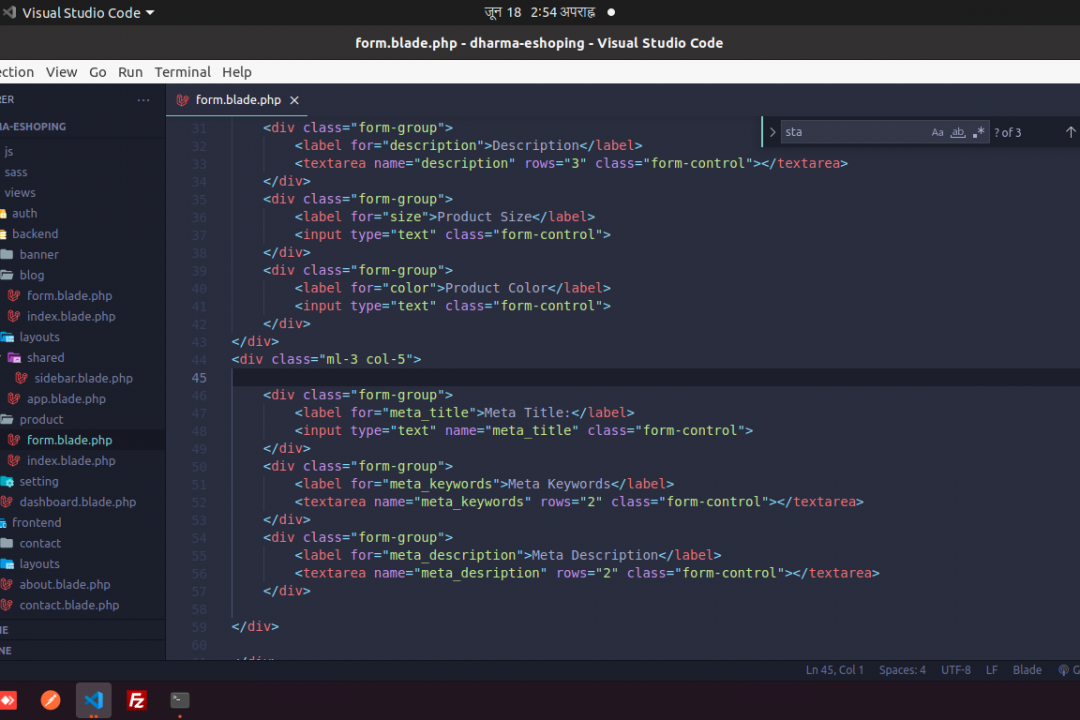 Visual Studio Code
जून 18 2:54 अपराह्न
form.blade.php - dharma-eshoping - Visual Studio Code
ection View Go Run Terminal Help
RER ...
form.blade.php
MA-ESHOPING
js
sass
views
auth
backend
banner
blog
form.blade.php
index.blade.php
layouts
shared
sidebar.blade.php
app.blade.php
product
form.blade.php
index.blade.php
setting
dashboard.blade.php
frontend
contact
layouts
about.blade.php
contact.blade.php
NE
NE
sta Aa ab .* ? of 3
31 <div class="form-group">
32 <label for="description">Description</label>
33 <textarea name="description" rows="3" class="form-control"></textarea>
34 </div>
35 <div class="form-group">
36 <label for="size">Product Size</label>
37 <input type="text" class="form-control">
38 </div>
39 <div class="form-group">
40 <label for="color">Product Color</label>
41 <input type="text" class="form-control">
42 </div>
43 </div>
44 <div class="ml-3 col-5">
45
46 <div class="form-group">
47 <label for="meta_title">Meta Title:</label>
48 <input type="text" name="meta_title" class="form-control">
49 </div>
50 <div class="form-group">
51 <label for="meta_keywords">Meta Keywords</label>
52 <textarea name="meta_keywords" rows="2" class="form-control"></textarea>
53 </div>
54 <div class="form-group">
55 <label for="meta_description">Meta Description</label>
56 <textarea name="meta_desription" rows="2" class="form-control"></textarea>
57 </div>
58
59 </div>
60
Ln 45, Col 1 Spaces: 4 UTF-8 LF Blade G
Fz